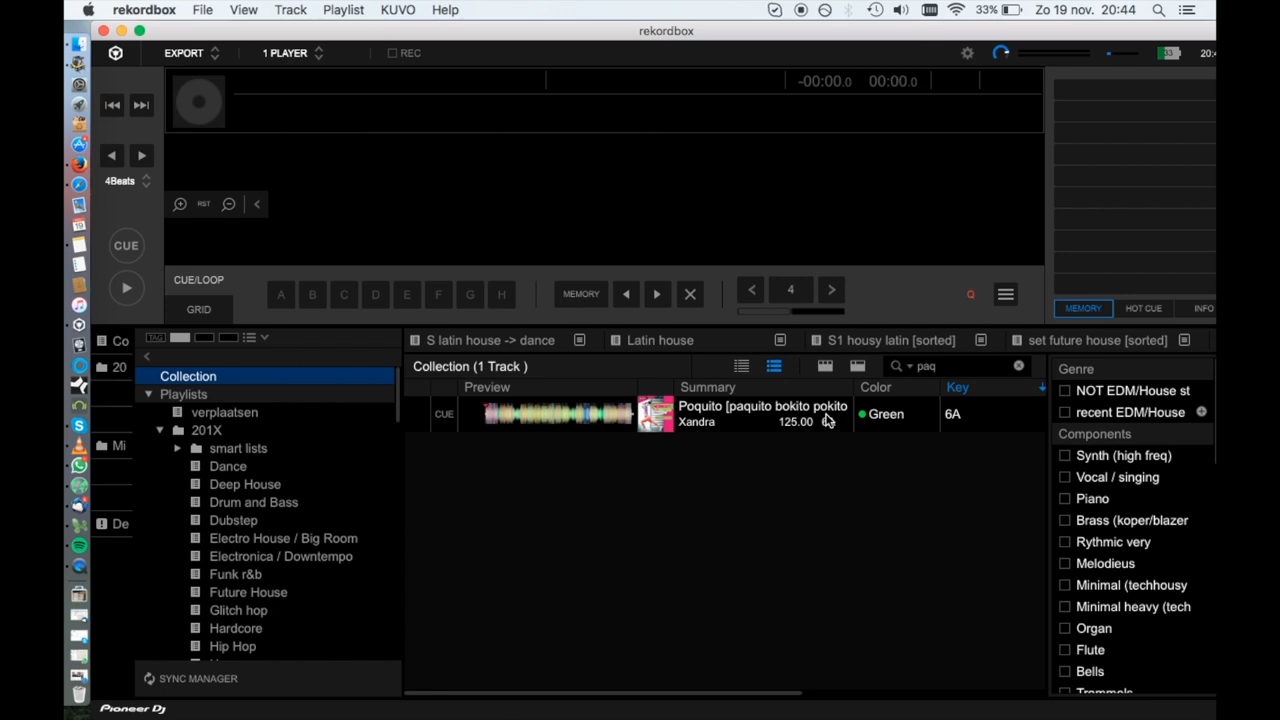 rekordbox File View Track Playlist KUVO Help 33% Zo 19 nov. 20:44
rekordbox
EXPORT 1 PLAYER REC
-00:00.0 00:00.0
4Beats
RST
CUE
CUE/LOOP
GRID
A B C D E F G H MEMORY 4 Q
MEMORY HOT CUE INFO
Co
20
Mi
De
TAG
S latin house -> dance Latin house S1 housy latin [sorted] set future house [sorted]
Collection (1 Track ) paq
Preview Summary Color Key
CUE Poquito [paquito bokito pokito Green 6A
Xandra 125.00
Collection
Playlists
verplaatsen
201X
smart lists
Dance
Deep House
Drum and Bass
Dubstep
Electro House / Big Room
Electronica / Downtempo
Funk r&b
Future House
Glitch hop
Hardcore
Hip Hop
SYNC MANAGER
Genre
NOT EDM/House st
recent EDM/House
Components
Synth (high freq)
Vocal / singing
Piano
Brass (koper/blazer
Rythmic very
Melodieus
Minimal (techhousy
Minimal heavy (tech
Organ
Flute
Bells
Trommels
Pioneer Dj